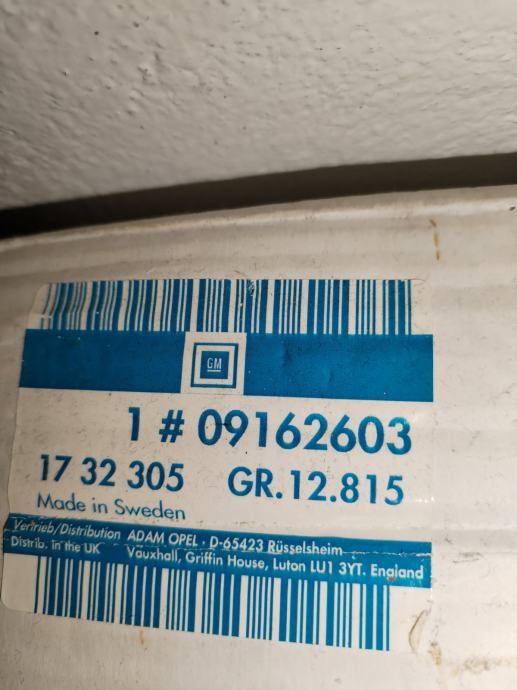 GM
1 # 09162603
17 32 305 GR.12.815
Made in Sweden
Vertrieb/Distribution ADAM OPEL · D-65423 Rüsselsheim
Distrib. in the UK Vauxhall, Griffin House, Luton LU1 3YT. England